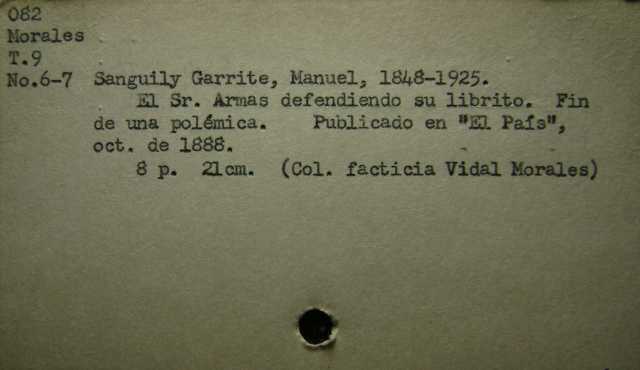 082
Morales
T.9
No.6-7 Sanguily Garrite, Manuel, 1848-1925.
El Sr. Armas defendiendo su librito. Fin
de una polémica. Publicado en "El País",
oct. de 1888.
8 p. 21cm. (Col. facticia Vidal Morales)